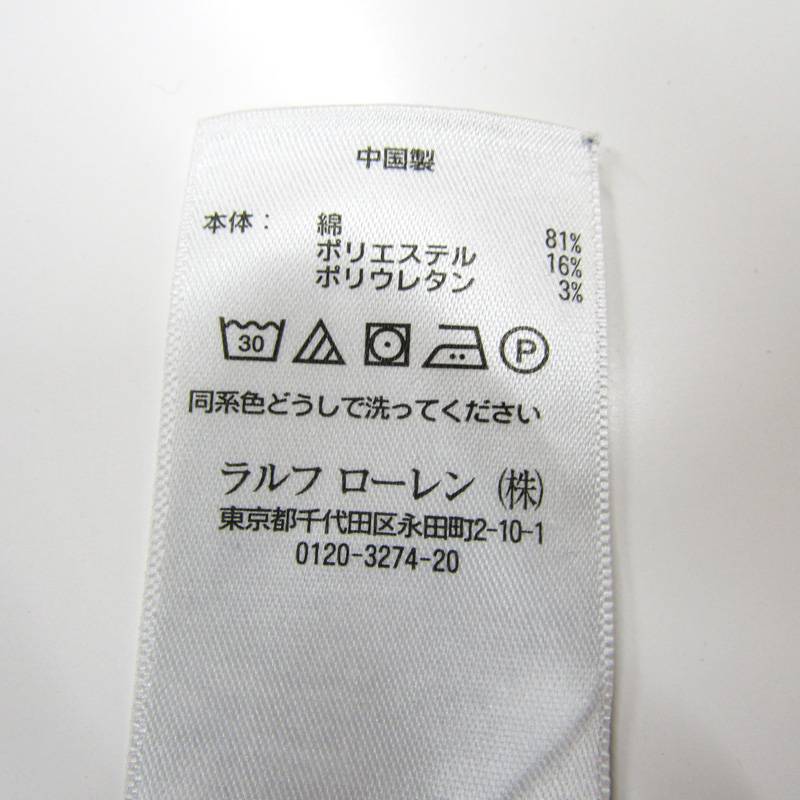 中国製
本体： 綿 81%
ポリエステル 16%
ポリウレタン 3%
30 P
同系色どうしで洗ってください
ラルフ ローレン (株)
東京都千代田区永田町2-10-1
0120-3274-20